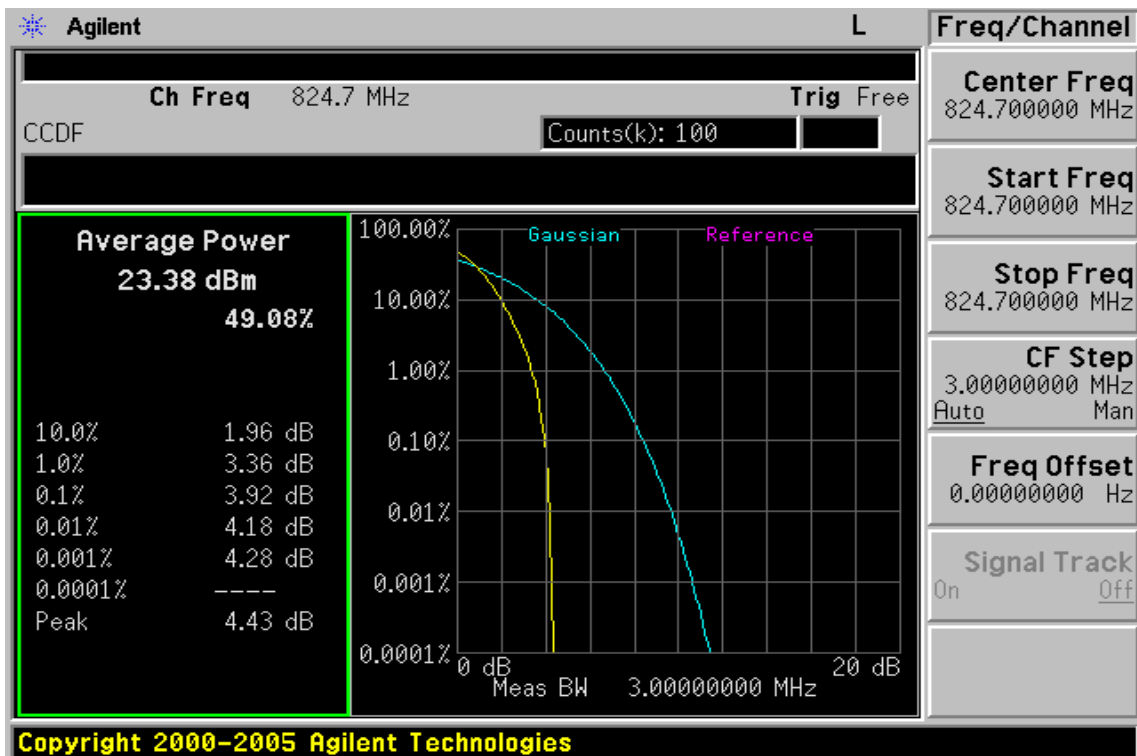 Agilent L
Ch Freq 824.7 MHz Trig Free
CCDF Counts(k): 100
Average Power
23.38 dBm
49.08%
10.0% 1.96 dB
1.0% 3.36 dB
0.1% 3.92 dB
0.01% 4.18 dB
0.001% 4.28 dB
0.0001% ----
Peak 4.43 dB
Gaussian Reference
100.00%
10.00%
1.00%
0.10%
0.01%
0.001%
0.0001%
0 dB 20 dB
Meas BW 3.00000000 MHz
Freq/Channel
Center Freq
824.700000 MHz
Start Freq
824.700000 MHz
Stop Freq
824.700000 MHz
CF Step
3.00000000 MHz
Auto Man
Freq Offset
0.00000000 Hz
Signal Track
On Off
Copyright 2000-2005 Agilent Technologies